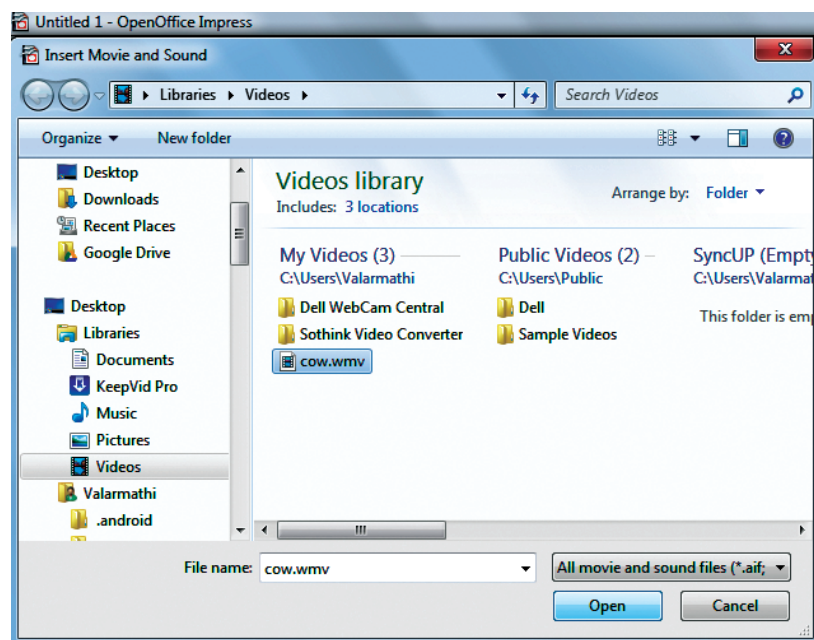 Untitled 1 - OpenOffice Impress
Insert Movie and Sound
Libraries
Videos
Search Videos
Organize
New folder
Desktop
Downloads
Recent Places
Google Drive
Desktop
Libraries
Documents
KeepVid Pro
Music
Pictures
Videos
Valarmathi
.android
Videos library
Includes: 3 locations
Arrange by: Folder
My Videos (3)
C:\Users\Valarmathi
Dell WebCam Central
Sothink Video Converter
cow.wmv
Public Videos (2)
C:\Users\Public
Dell
Sample Videos
SyncUP (Empty
C:\Users\Valarmat
This folder is emp
File name: cow.wmv
All movie and sound files (*.aif;
Open
Cancel